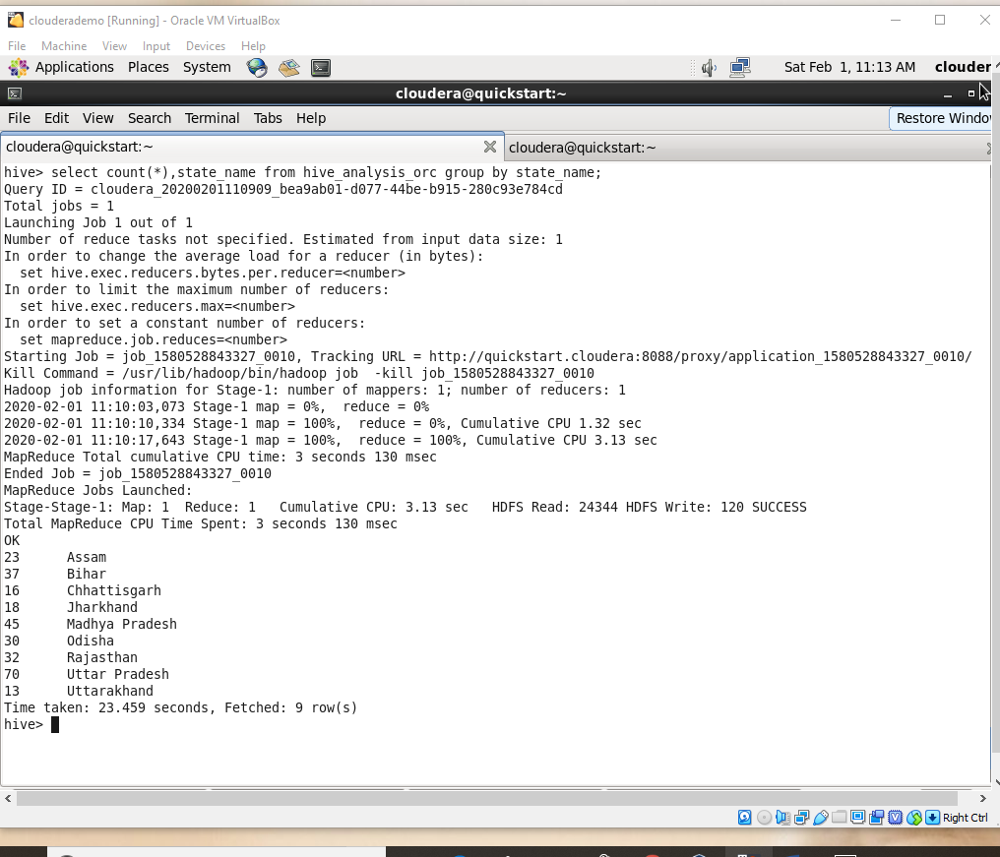 clouderademo [Running] - Oracle VM VirtualBox
File Machine View Input Devices Help
Applications Places System Sat Feb 1, 11:13 AM clouder
cloudera@quickstart:~
File Edit View Search Terminal Tabs Help Restore Windo
cloudera@quickstart:~ cloudera@quickstart:~
hive> select count(*),state_name from hive_analysis_orc group by state_name;
Query ID = cloudera_20200201110909_bea9ab01-d077-44be-b915-280c93e784cd
Total jobs = 1
Launching Job 1 out of 1
Number of reduce tasks not specified. Estimated from input data size: 1
In order to change the average load for a reducer (in bytes):
  set hive.exec.reducers.bytes.per.reducer=<number>
In order to limit the maximum number of reducers:
  set hive.exec.reducers.max=<number>
In order to set a constant number of reducers:
  set mapreduce.job.reduces=<number>
Starting Job = job_1580528843327_0010, Tracking URL = http://quickstart.cloudera:8088/proxy/application_1580528843327_0010/
Kill Command = /usr/lib/hadoop/bin/hadoop job  -kill job_1580528843327_0010
Hadoop job information for Stage-1: number of mappers: 1; number of reducers: 1
2020-02-01 11:10:03,073 Stage-1 map = 0%,  reduce = 0%
2020-02-01 11:10:10,334 Stage-1 map = 100%,  reduce = 0%, Cumulative CPU 1.32 sec
2020-02-01 11:10:17,643 Stage-1 map = 100%,  reduce = 100%, Cumulative CPU 3.13 sec
MapReduce Total cumulative CPU time: 3 seconds 130 msec
Ended Job = job_1580528843327_0010
MapReduce Jobs Launched:
Stage-Stage-1: Map: 1  Reduce: 1   Cumulative CPU: 3.13 sec   HDFS Read: 24344 HDFS Write: 120 SUCCESS
Total MapReduce CPU Time Spent: 3 seconds 130 msec
OK
23      Assam
37      Bihar
16      Chhattisgarh
18      Jharkhand
45      Madhya Pradesh
30      Odisha
32      Rajasthan
70      Uttar Pradesh
13      Uttarakhand
Time taken: 23.459 seconds, Fetched: 9 row(s)
hive>
Right Ctrl